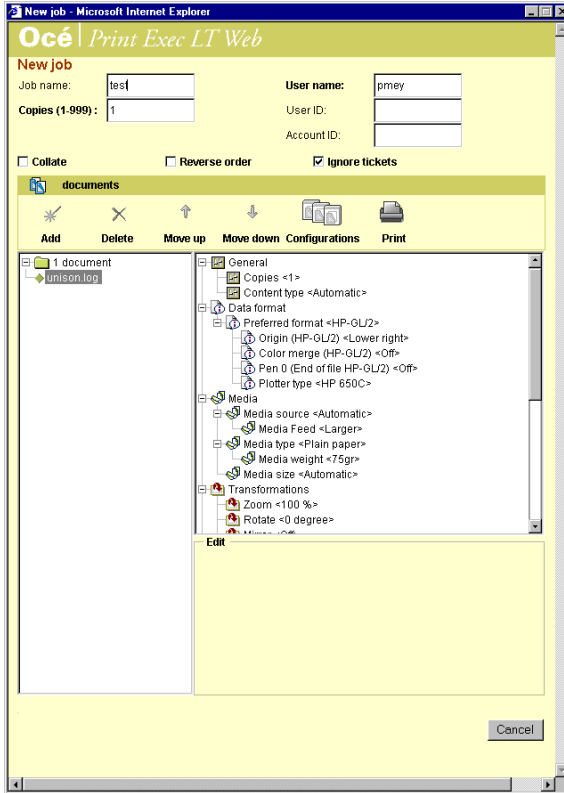 New job - Microsoft Internet Explorer
Océ | Print Exec LT Web
New job
Job name: test User name: pmey
Copies (1-999) : 1 User ID:
Account ID:
Collate Reverse order Ignore tickets
documents
Add Delete Move up Move down Configurations Print
1 document
unison.log
General
Copies <1>
Content type <Automatic>
Data format
Preferred format <HP-GL/2>
Origin (HP-GL/2) <Lower right>
Color merge (HP-GL/2) <Off>
Pen 0 (End of file HP-GL/2) <Off>
Plotter type <HP 650C>
Media
Media source <Automatic>
Media Feed <Larger>
Media type <Plain paper>
Media weight <75gr>
Media size <Automatic>
Transformations
Zoom <100 %>
Rotate <0 degree>
Mirror <Off>
Edit
Cancel